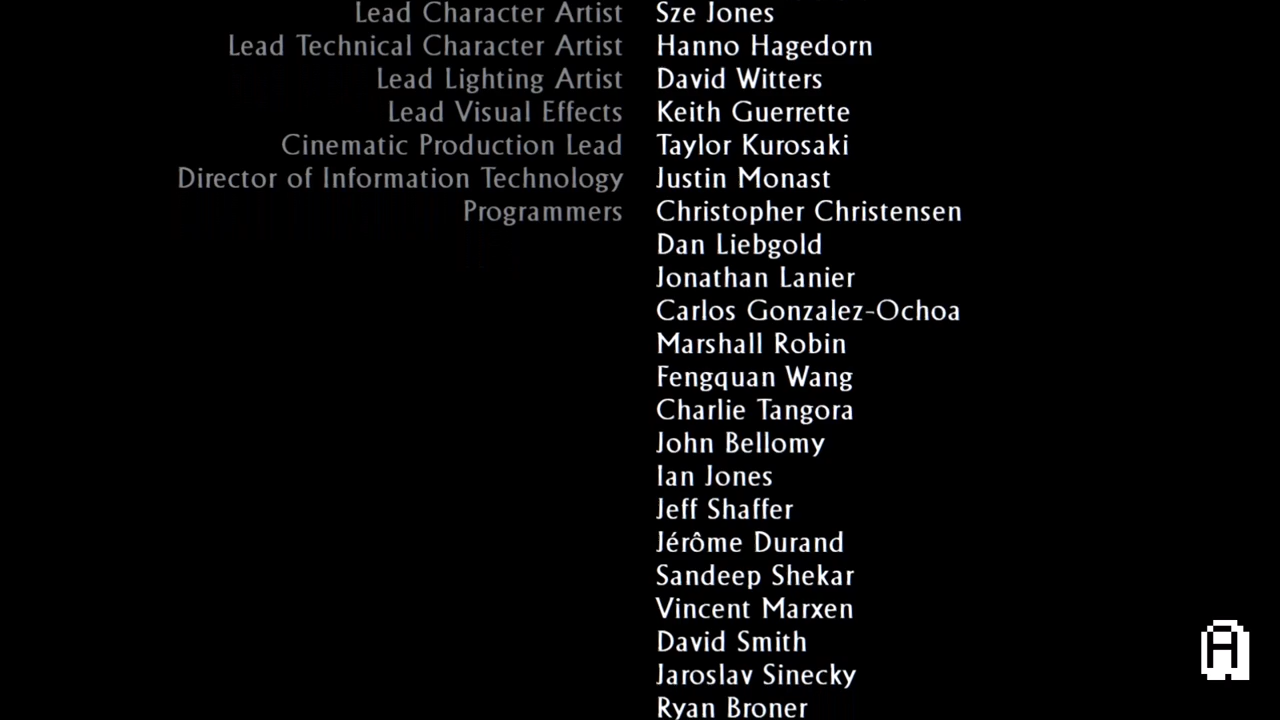 Lead Character Artist Sze Jones
Lead Technical Character Artist Hanno Hagedorn
Lead Lighting Artist David Witters
Lead Visual Effects Keith Guerrette
Cinematic Production Lead Taylor Kurosaki
Director of Information Technology Justin Monast
Programmers Christopher Christensen
Dan Liebgold
Jonathan Lanier
Carlos Gonzalez-Ochoa
Marshall Robin
Fengquan Wang
Charlie Tangora
John Bellomy
Ian Jones
Jeff Shaffer
Jérôme Durand
Sandeep Shekar
Vincent Marxen
David Smith
Jaroslav Sinecky
Ryan Broner
A